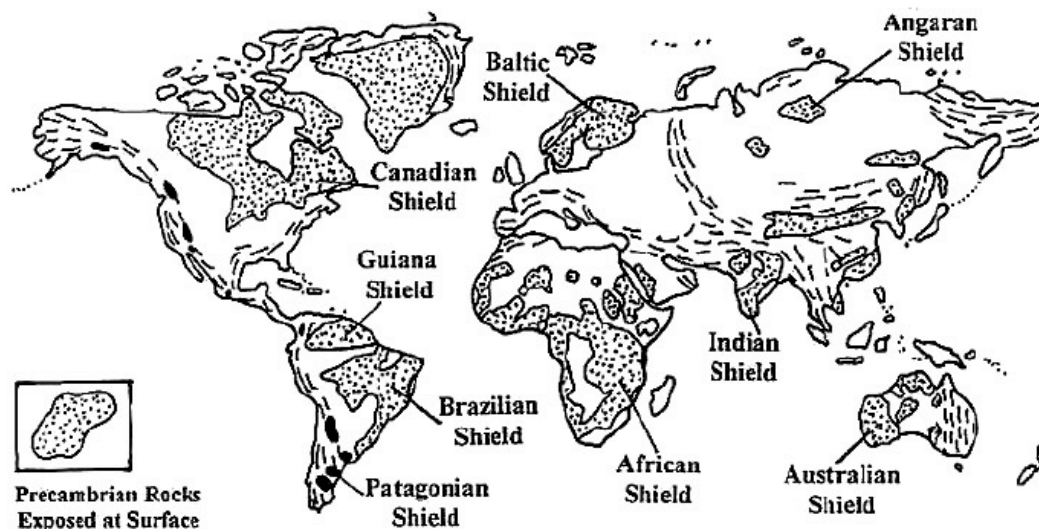 Angaran
Shield
Baltic
Shield
Canadian
Shield
Guiana
Shield
Indian
Shield
Brazilian
Shield
African
Shield
Australian
Shield
Patagonian
Shield
Precambrian Rocks
Exposed at Surface